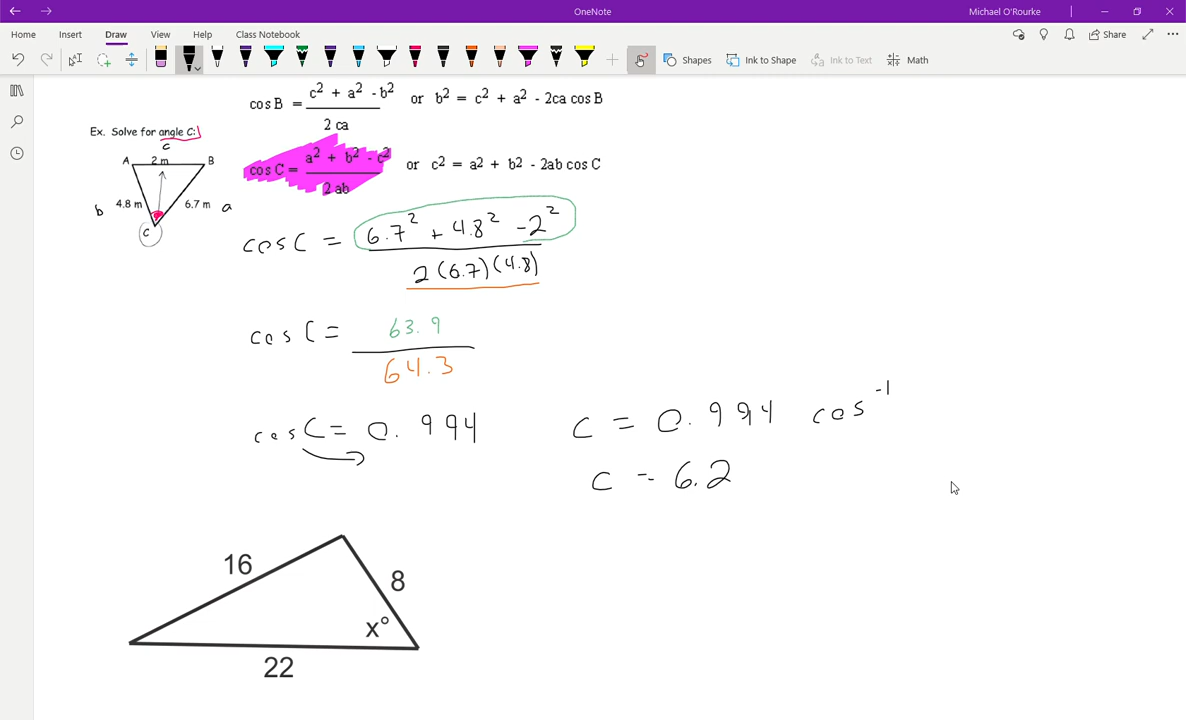 OneNote
Michael O'Rourke
Home Insert Draw View Help Class Notebook
Share
Shapes Ink to Shape Ink to Text Math
cos B = c² + a² - b² / 2 ca or b² = c² + a² - 2ca cos B
Ex. Solve for angle C:
c
A 2 m B
cos C = a² + b² - c² / 2 ab or c² = a² + b² - 2ab cos C
b 4.8 m 6.7 m a
C
cos C = 6.7² + 4.8² - 2² / 2(6.7)(4.8)
cos C = 63.9 / 64.3
cos C = 0.994
C = 0.994 cos⁻¹
C = 6.2
16
8
x°
22